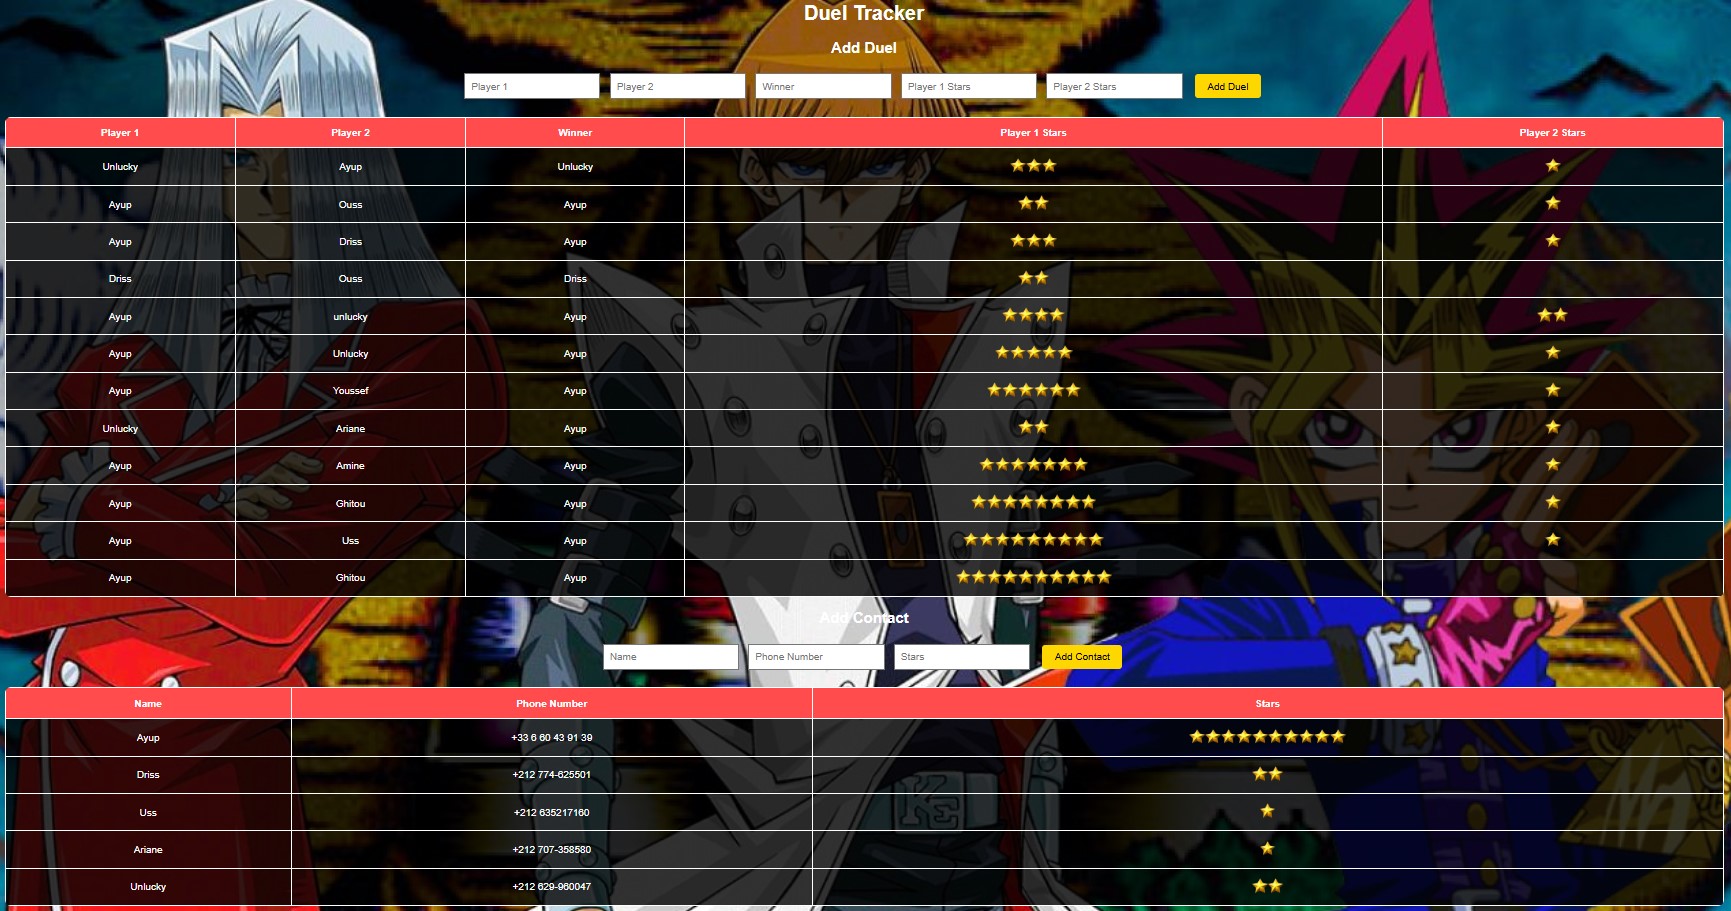 Duel Tracker
Add Duel
Player 1 Player 2 Winner Player 1 Stars Player 2 Stars Add Duel
Player 1 Player 2 Winner Player 1 Stars Player 2 Stars
Unlucky Ayup Unlucky ⭐⭐⭐ ⭐
Ayup Ouss Ayup ⭐⭐ ⭐
Ayup Driss Ayup ⭐⭐⭐ ⭐
Driss Ouss Driss ⭐⭐
Ayup unlucky Ayup ⭐⭐⭐⭐ ⭐⭐
Ayup Unlucky Ayup ⭐⭐⭐⭐⭐ ⭐
Ayup Youssef Ayup ⭐⭐⭐⭐⭐⭐ ⭐
Unlucky Ariane Ayup ⭐⭐ ⭐
Ayup Amine Ayup ⭐⭐⭐⭐⭐⭐⭐ ⭐
Ayup Ghitou Ayup ⭐⭐⭐⭐⭐⭐⭐⭐ ⭐
Ayup Uss Ayup ⭐⭐⭐⭐⭐⭐⭐⭐⭐ ⭐
Ayup Ghitou Ayup ⭐⭐⭐⭐⭐⭐⭐⭐⭐⭐
Add Contact
Name Phone Number Stars Add Contact
Name Phone Number Stars
Ayup +33 6 60 43 91 39 ⭐⭐⭐⭐⭐⭐⭐⭐⭐⭐
Driss +212 774-625501 ⭐⭐
Uss +212 635217160 ⭐
Ariane +212 707-358580 ⭐
Unlucky +212 629-960047 ⭐⭐
KC